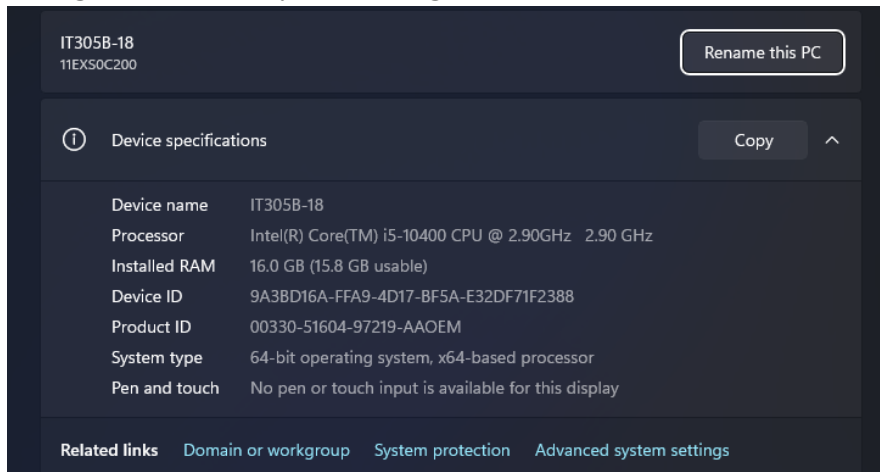 IT305B-18
11EXS0C200
Rename this PC
Device specifications
Copy
Device name IT305B-18
Processor Intel(R) Core(TM) i5-10400 CPU @ 2.90GHz 2.90 GHz
Installed RAM 16.0 GB (15.8 GB usable)
Device ID 9A3BD16A-FFA9-4D17-BF5A-E32DF71F2388
Product ID 00330-51604-97219-AAOEM
System type 64-bit operating system, x64-based processor
Pen and touch No pen or touch input is available for this display
Related links Domain or workgroup System protection Advanced system settings